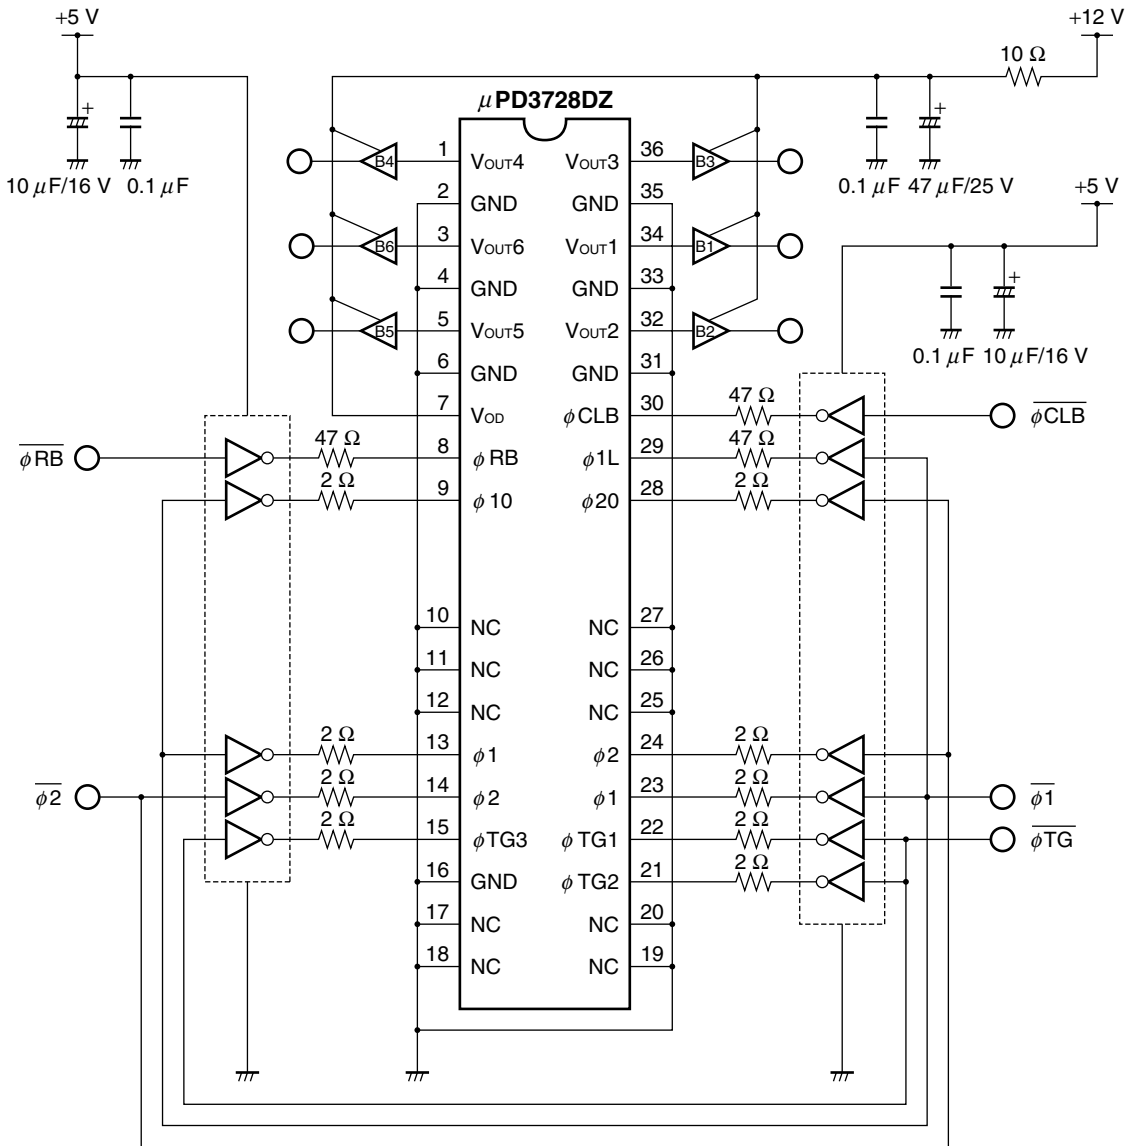 +5 V
+12 V
10 Ω
μPD3728DZ
10 μF/16 V
0.1 μF
0.1 μF
47 μF/25 V
+5 V
0.1 μF
10 μF/16 V
B4
1
VOUT4
VOUT3
36
B3
2
GND
GND
35
B6
3
VOUT6
VOUT1
34
B1
4
GND
GND
33
B5
5
VOUT5
VOUT2
32
B2
6
GND
GND
31
7
VOD
φCLB
30
47 Ω
φCLB
φRB
47 Ω
8
φRB
φ1L
29
47 Ω
2 Ω
9
φ10
φ20
28
2 Ω
10
NC
NC
27
11
NC
NC
26
12
NC
NC
25
2 Ω
13
φ1
φ2
24
2 Ω
φ2
2 Ω
14
φ2
φ1
23
2 Ω
φ1
2 Ω
15
φTG3
φTG1
22
2 Ω
φTG
16
GND
φTG2
21
2 Ω
17
NC
NC
20
18
NC
NC
19